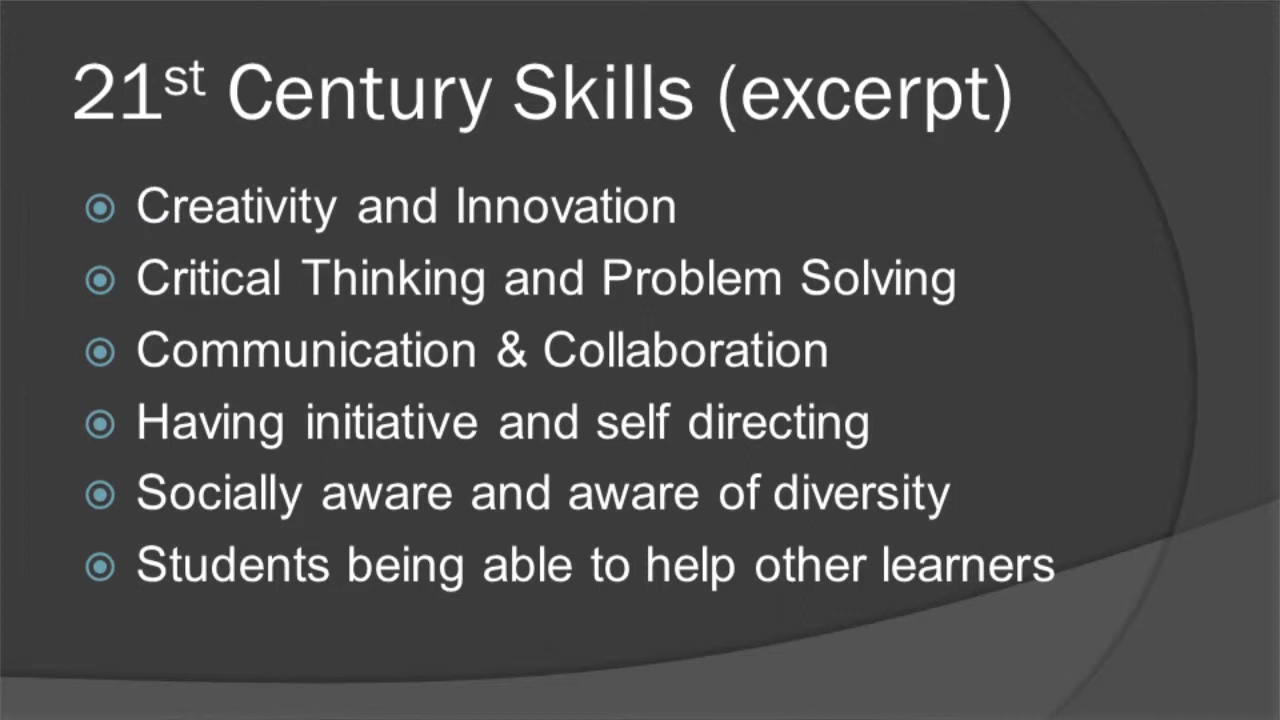 21st Century Skills (excerpt)
Creativity and Innovation
Critical Thinking and Problem Solving
Communication & Collaboration
Having initiative and self directing
Socially aware and aware of diversity
Students being able to help other learners